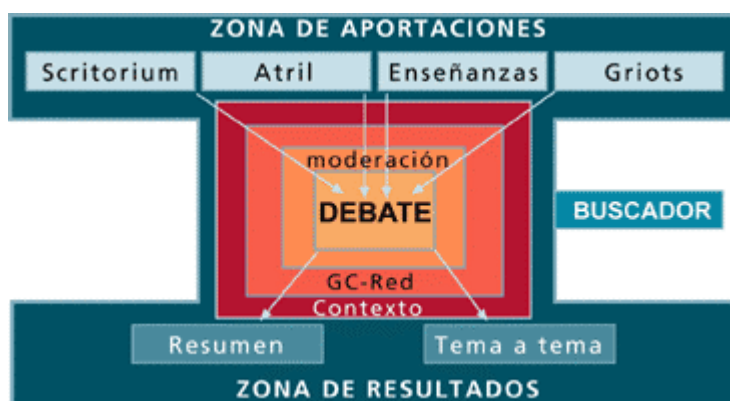 ZONA DE APORTACIONES
Scritorium Atril Enseñanzas Griots
moderación
DEBATE
BUSCADOR
GC-Red
Contexto
Resumen Tema a tema
ZONA DE RESULTADOS